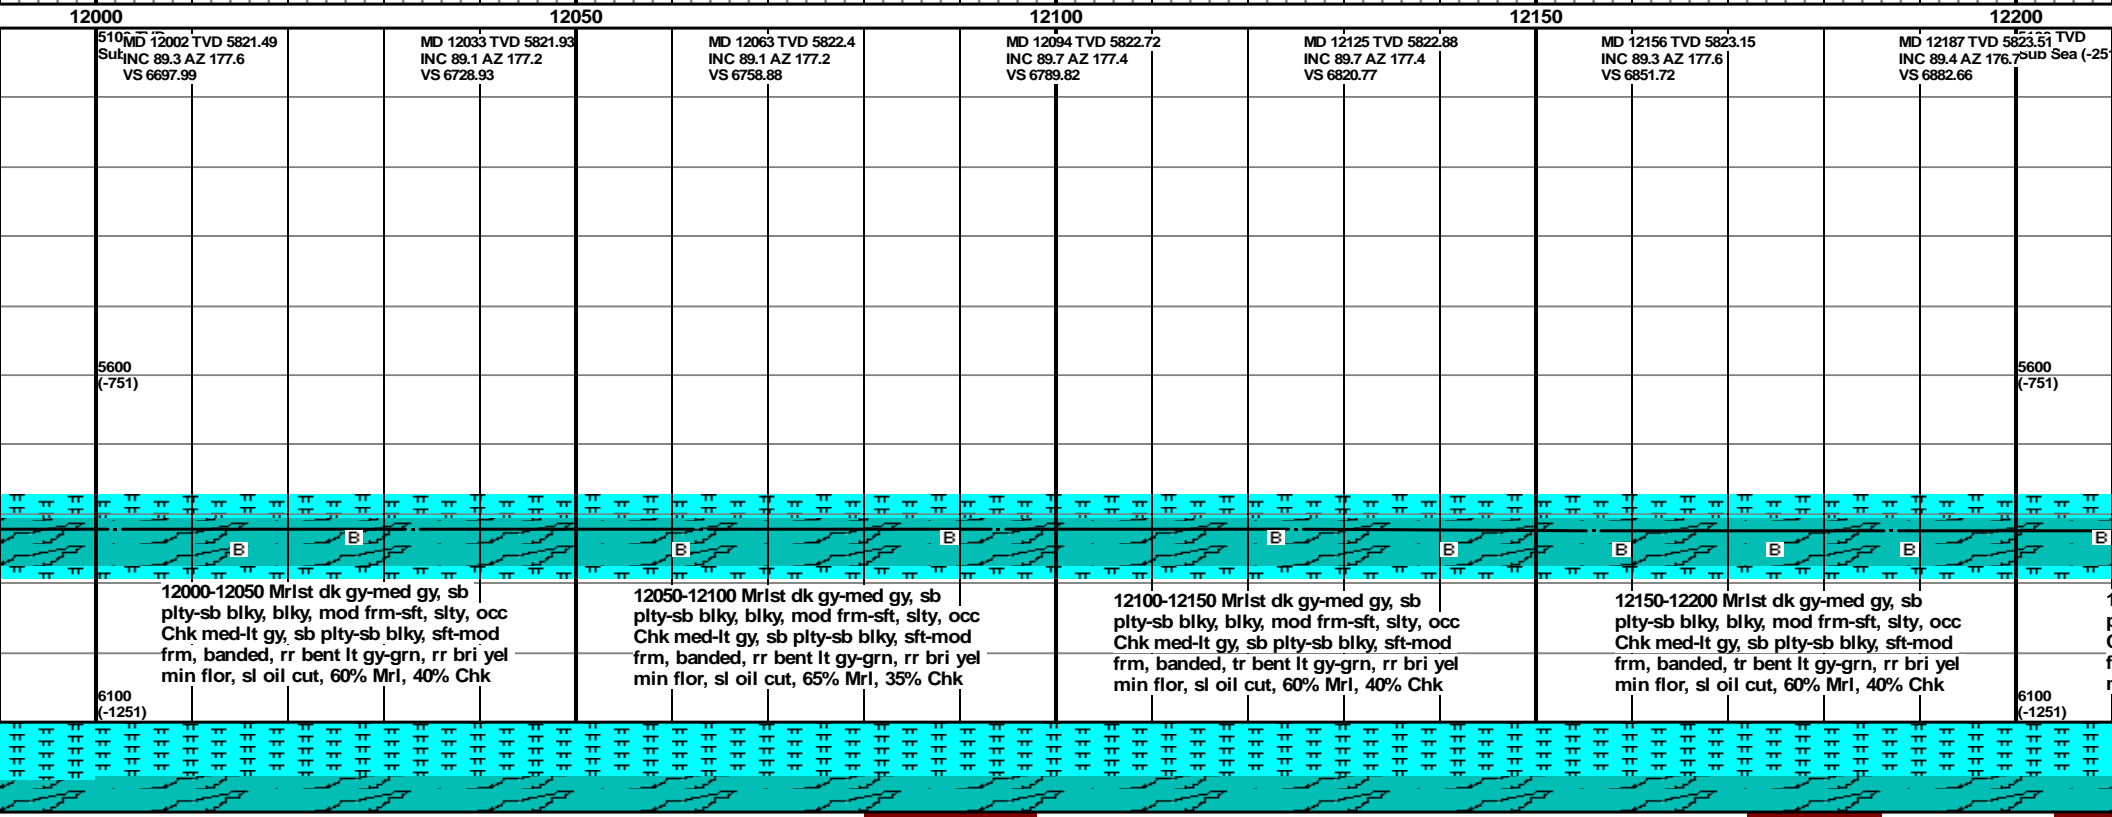 12000 12050 12100 12150 12200
MD 12002 TVD 5821.49
INC 89.3 AZ 177.6
VS 6697.99
MD 12033 TVD 5821.93
INC 89.1 AZ 177.2
VS 6728.93
MD 12063 TVD 5822.4
INC 89.1 AZ 177.2
VS 6758.88
MD 12094 TVD 5822.72
INC 89.7 AZ 177.4
VS 6789.82
MD 12125 TVD 5822.88
INC 89.7 AZ 177.4
VS 6820.77
MD 12156 TVD 5823.15
INC 89.3 AZ 177.6
VS 6851.72
MD 12187 TVD 5823.51
INC 89.4 AZ 176.7
VS 6882.66
TVD
Sub Sea
5600
(-751)
5600
(-751)
B B B B B B B B B B
12000-12050 Mrlst dk gy-med gy, sb
plty-sb blky, blky, mod frm-sft, slty, occ
Chk med-lt gy, sb plty-sb blky, sft-mod
frm, banded, rr bent lt gy-grn, rr bri yel
min flor, sl oil cut, 60% Mrl, 40% Chk
12050-12100 Mrlst dk gy-med gy, sb
plty-sb blky, blky, mod frm-sft, slty, occ
Chk med-lt gy, sb plty-sb blky, sft-mod
frm, banded, rr bent lt gy-grn, rr bri yel
min flor, sl oil cut, 65% Mrl, 35% Chk
12100-12150 Mrlst dk gy-med gy, sb
plty-sb blky, blky, mod frm-sft, slty, occ
Chk med-lt gy, sb plty-sb blky, sft-mod
frm, banded, tr bent lt gy-grn, rr bri yel
min flor, sl oil cut, 60% Mrl, 40% Chk
12150-12200 Mrlst dk gy-med gy, sb
plty-sb blky, blky, mod frm-sft, slty, occ
Chk med-lt gy, sb plty-sb blky, sft-mod
frm, banded, tr bent lt gy-grn, rr bri yel
min flor, sl oil cut, 60% Mrl, 40% Chk
6100
(-1251)
6100
(-1251)